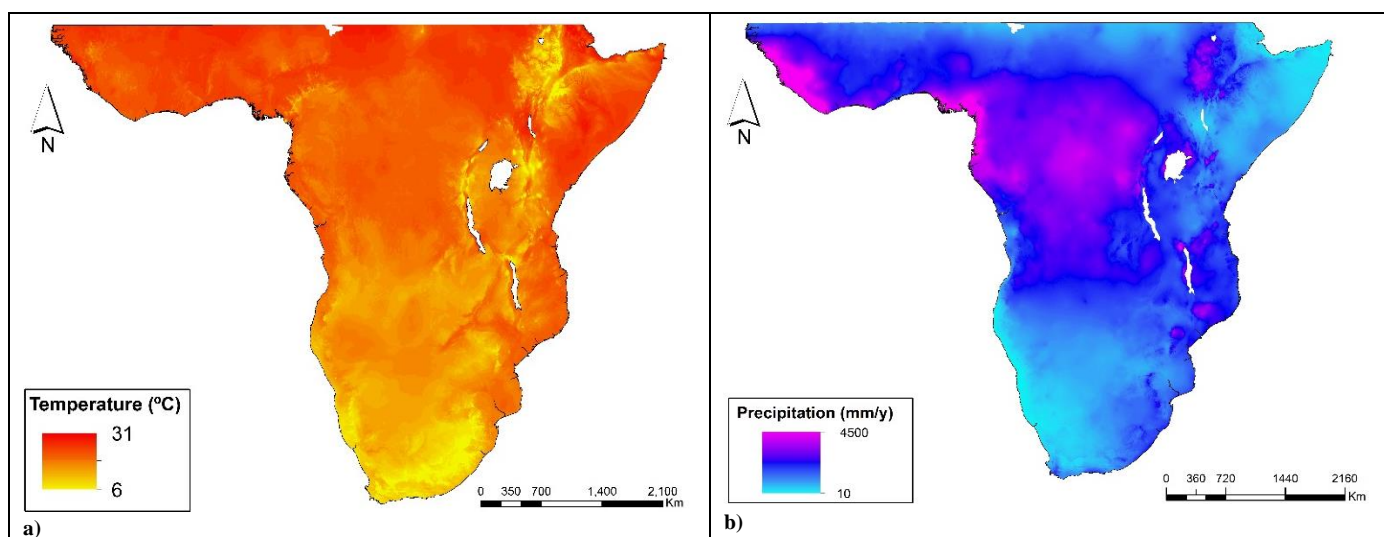 N
Temperature (ºC)
31
6
0 350 700 1,400 2,100
Km
a)
N
Precipitation (mm/y)
4500
10
0 360 720 1440 2160
Km
b)